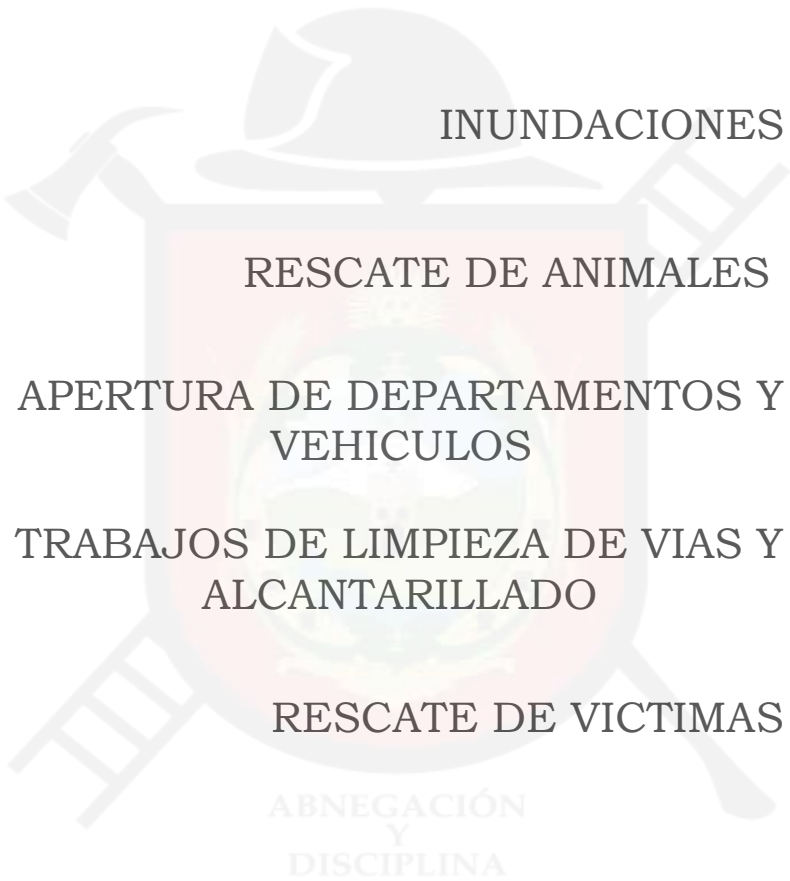 INUNDACIONES
RESCATE DE ANIMALES
APERTURA DE DEPARTAMENTOS Y
VEHICULOS
TRABAJOS DE LIMPIEZA DE VIAS Y
ALCANTARILLADO
RESCATE DE VICTIMAS
ABNEGACIÓN
Y
DISCIPLINA